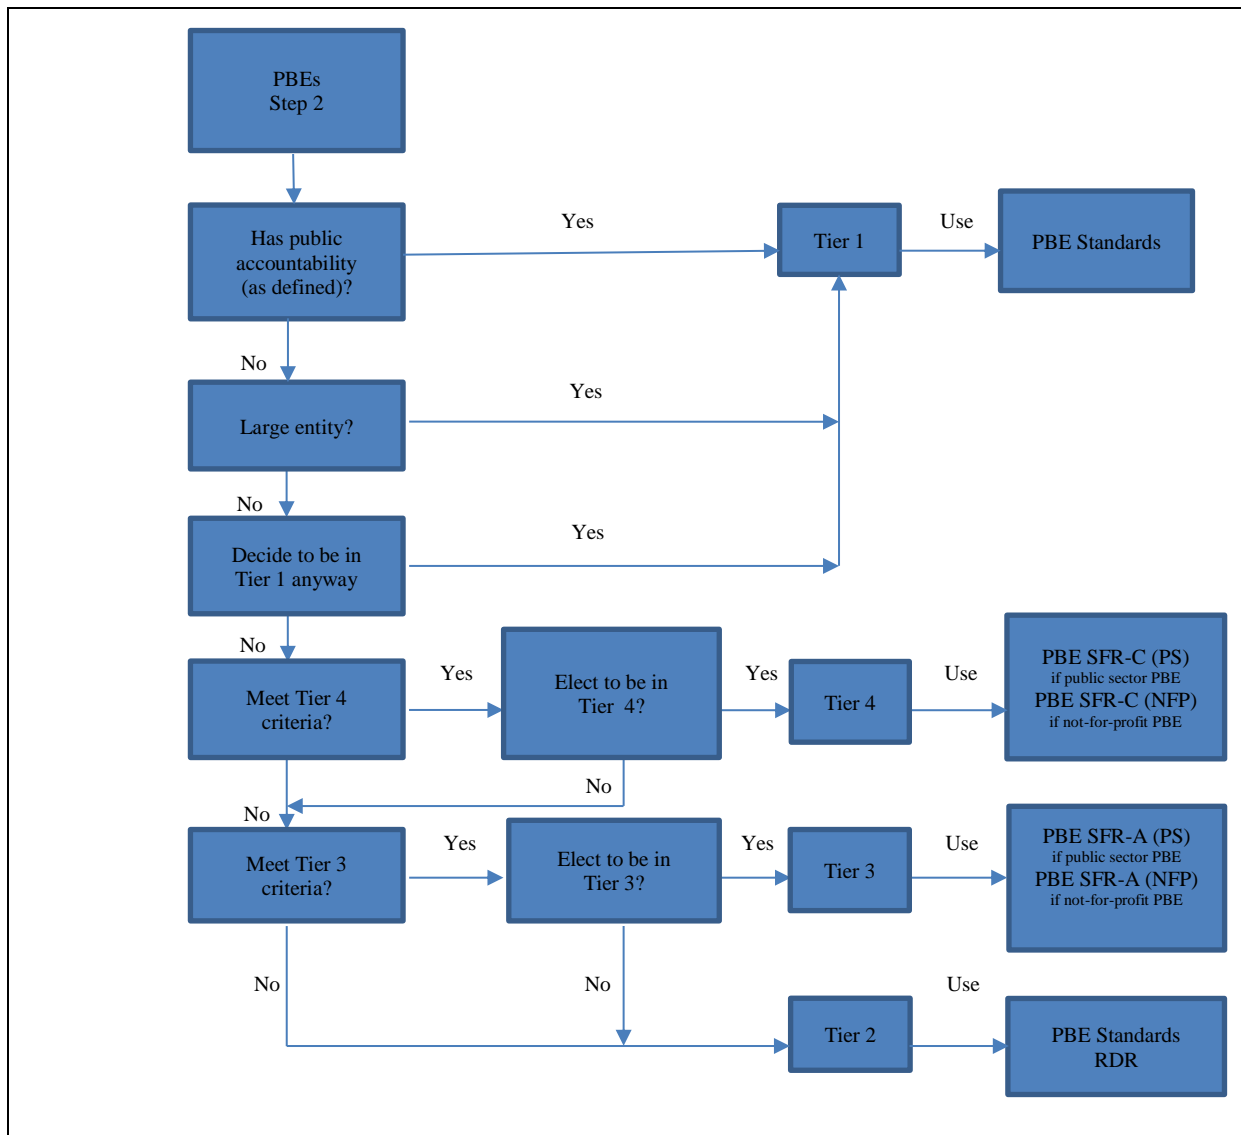 PBEs
Step 2
Has public
accountability
(as defined)?
Yes
Tier 1
Use
PBE Standards
No
Large entity?
Yes
No
Decide to be in
Tier 1 anyway
Yes
No
Meet Tier 4
criteria?
Yes
Elect to be in
Tier 4?
Yes
Tier 4
Use
PBE SFR-C (PS)
if public sector PBE
PBE SFR-C (NFP)
if not-for-profit PBE
No
No
Meet Tier 3
criteria?
Yes
Elect to be in
Tier 3?
Yes
Tier 3
Use
PBE SFR-A (PS)
if public sector PBE
PBE SFR-A (NFP)
if not-for-profit PBE
No
No
Tier 2
Use
PBE Standards
RDR